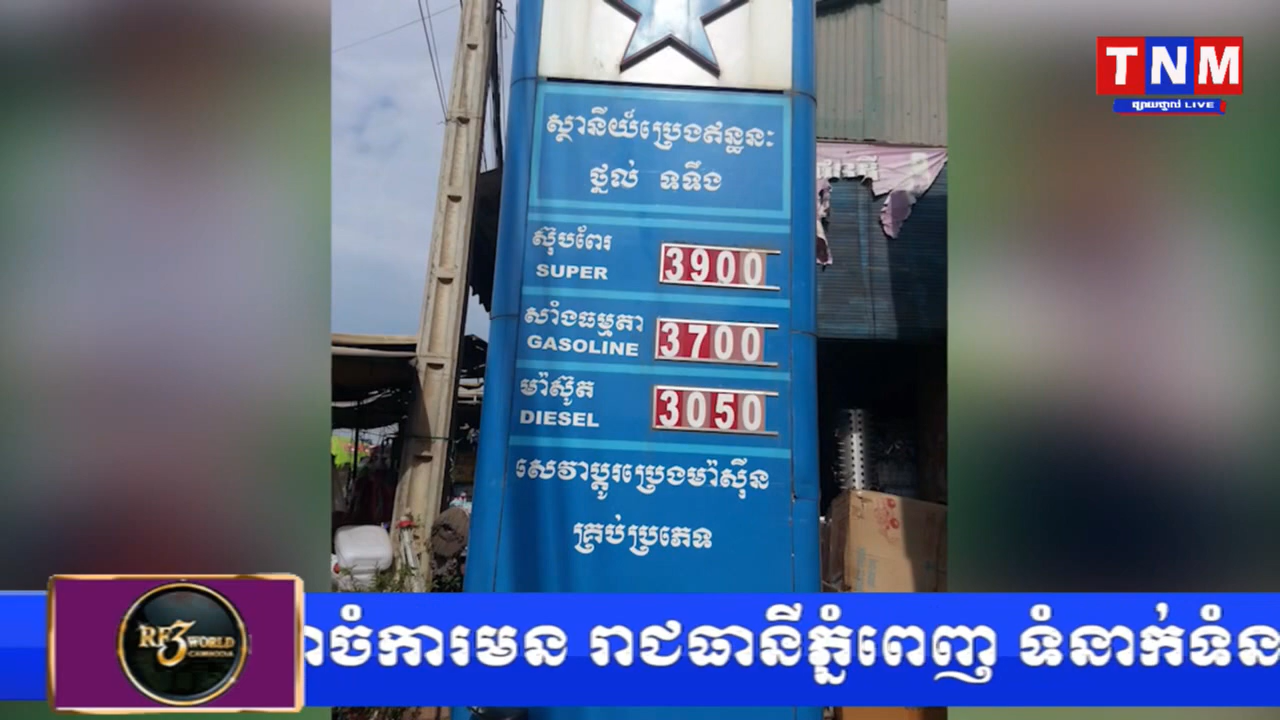 TNM
ផ្សាយផ្ទាល់ LIVE
ស្ថានីយ៍ប្រេងឥន្ធនៈ
ថ្នល់ ទទឹង
ស៊ុបពែរ
SUPER 3900
សាំងធម្មតា
GASOLINE 3700
ម៉ាស៊ូត
DIESEL 3050
សេវាប្តូរប្រេងម៉ាស៊ីន
គ្រប់ប្រភេទ
RF3WORLD
CAMBODIA
ចំការមន រាជធានីភ្នំពេញ ទំនាក់ទំន